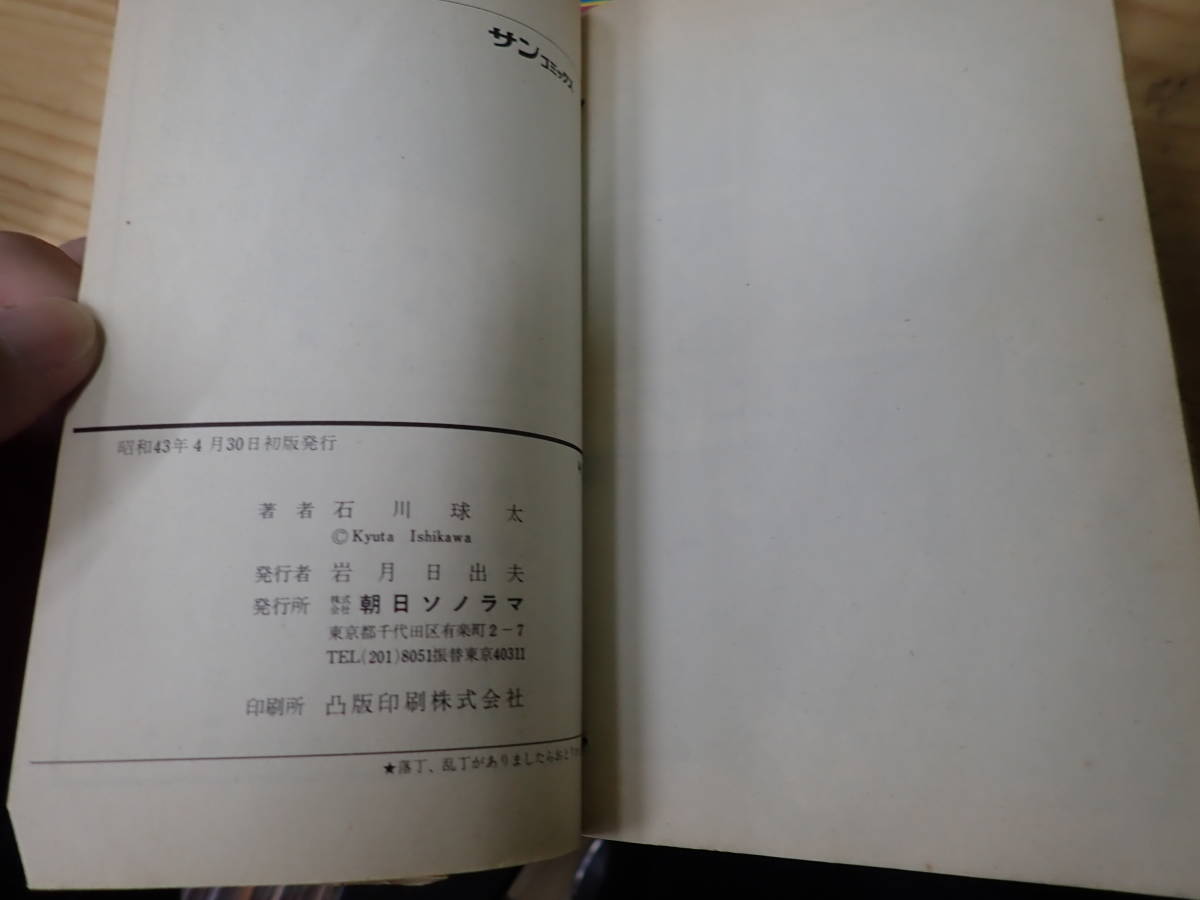 サンコミックス
昭和43年4月30日初版発行
著者 石川球太
©Kyuta Ishikawa
発行者 岩月日出夫
発行所 株式会社 朝日ソノラマ
東京都千代田区有楽町2-7
TEL(201)8051振替東京40311
印刷所 凸版印刷株式会社
★落丁、乱丁がありましたらおとり